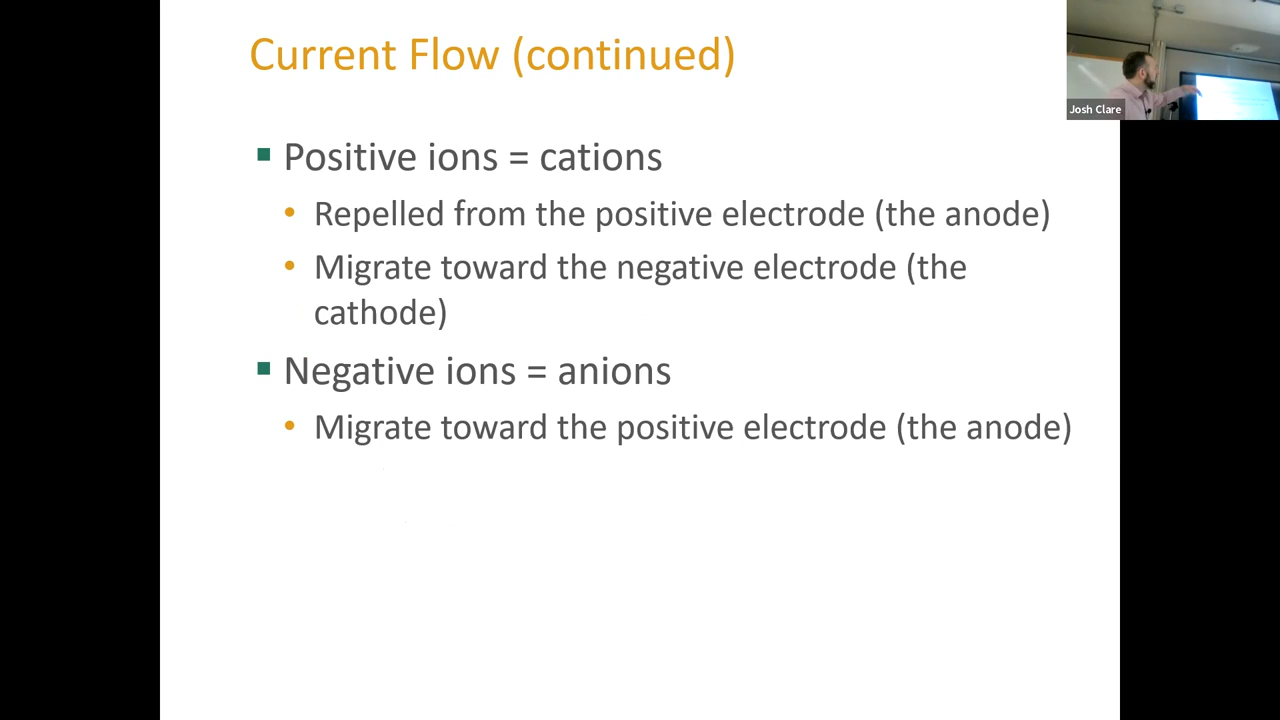 Current Flow (continued)
Josh Clare
▪ Positive ions = cations
• Repelled from the positive electrode (the anode)
• Migrate toward the negative electrode (the
cathode)
▪ Negative ions = anions
• Migrate toward the positive electrode (the anode)